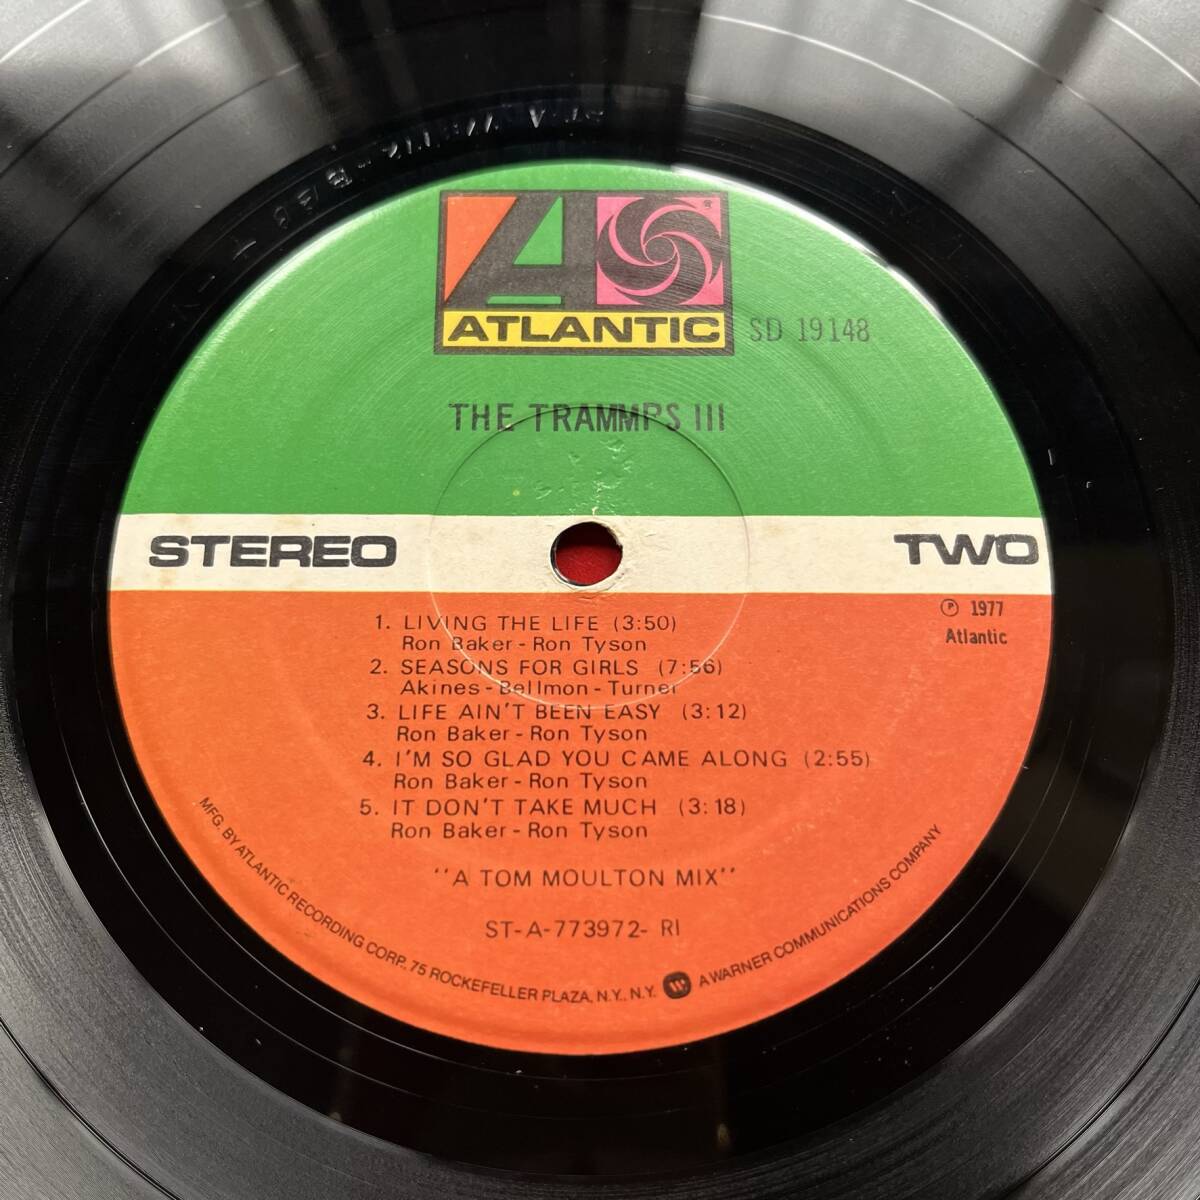 ATLANTIC
SD 19148
THE TRAMMPS III
STEREO
TWO
℗ 1977
Atlantic
1. LIVING THE LIFE (3:50)
Ron Baker - Ron Tyson
2. SEASONS FOR GIRLS (7:56)
Akines - Bellmon - Turner
3. LIFE AIN'T BEEN EASY (3:12)
Ron Baker - Ron Tyson
4. I'M SO GLAD YOU CAME ALONG (2:55)
Ron Baker - Ron Tyson
5. IT DON'T TAKE MUCH (3:18)
Ron Baker - Ron Tyson
"A TOM MOULTON MIX"
ST-A-773972-RI
MFG. BY ATLANTIC RECORDING CORP., 75 ROCKEFELLER PLAZA, N.Y., N.Y. A WARNER COMMUNICATIONS COMPANY